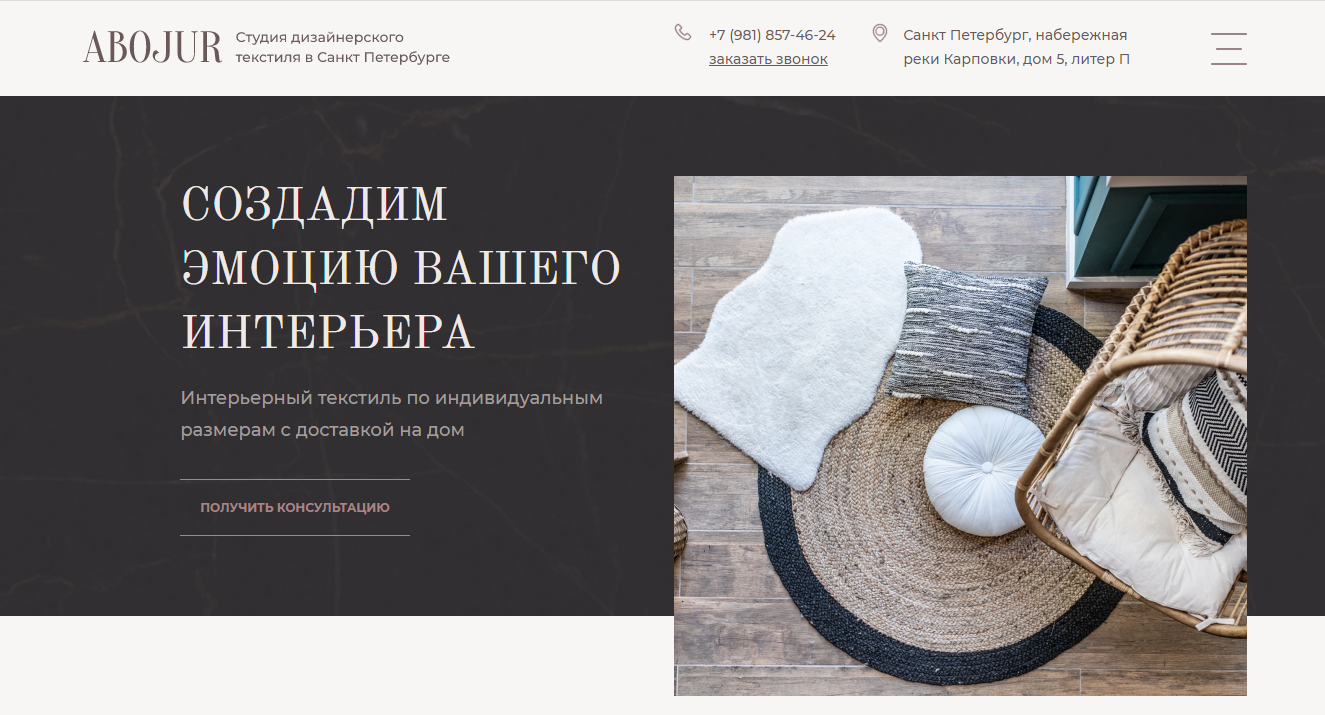 ABOJUR
Студия дизайнерского
текстиля в Санкт Петербурге
+7 (981) 857-46-24
заказать звонок
Санкт Петербург, набережная
реки Карповки, дом 5, литер П
СОЗДАДИМ
ЭМОЦИЮ ВАШЕГО
ИНТЕРЬЕРА
Интерьерный текстиль по индивидуальным
размерам с доставкой на дом
ПОЛУЧИТЬ КОНСУЛЬТАЦИЮ